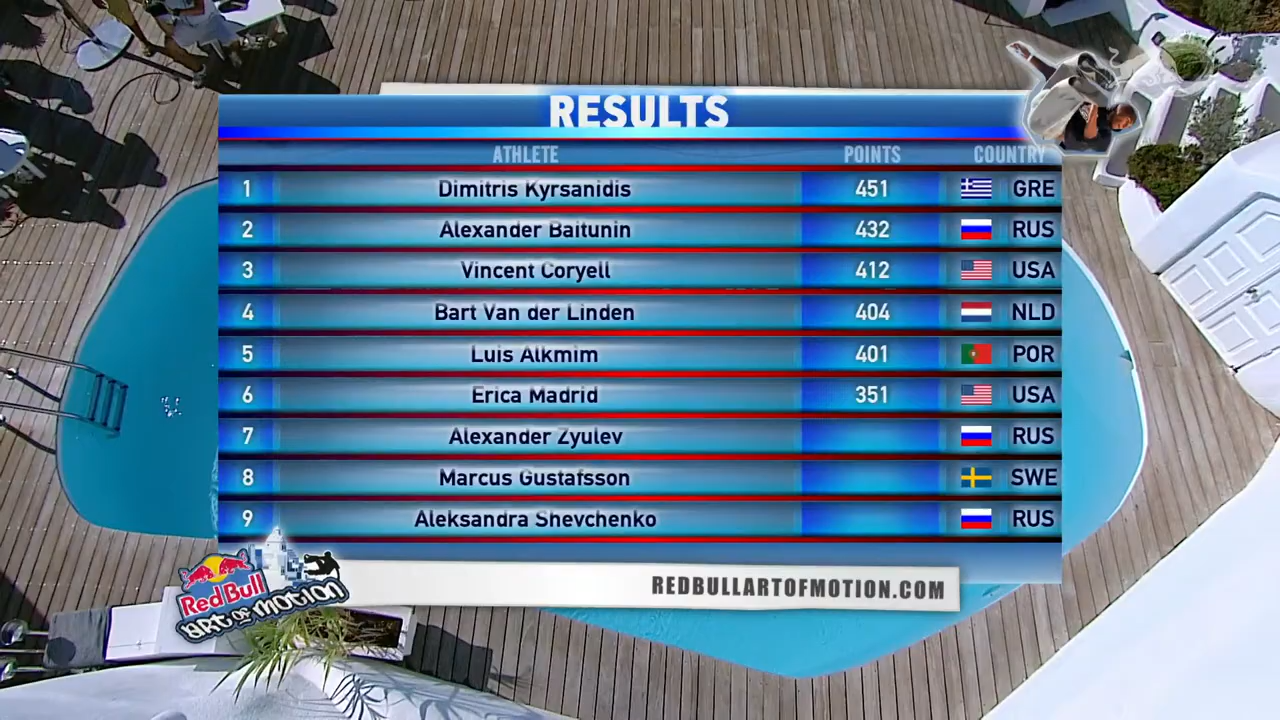 RESULTS
ATHLETE POINTS COUNTRY
1 Dimitris Kyrsanidis 451 GRE
2 Alexander Baitunin 432 RUS
3 Vincent Coryell 412 USA
4 Bart Van der Linden 404 NLD
5 Luis Alkmim 401 POR
6 Erica Madrid 351 USA
7 Alexander Zyulev RUS
8 Marcus Gustafsson SWE
9 Aleksandra Shevchenko RUS
REDBULLARTOFMOTION.COM
Red Bull
ART OF MOTION